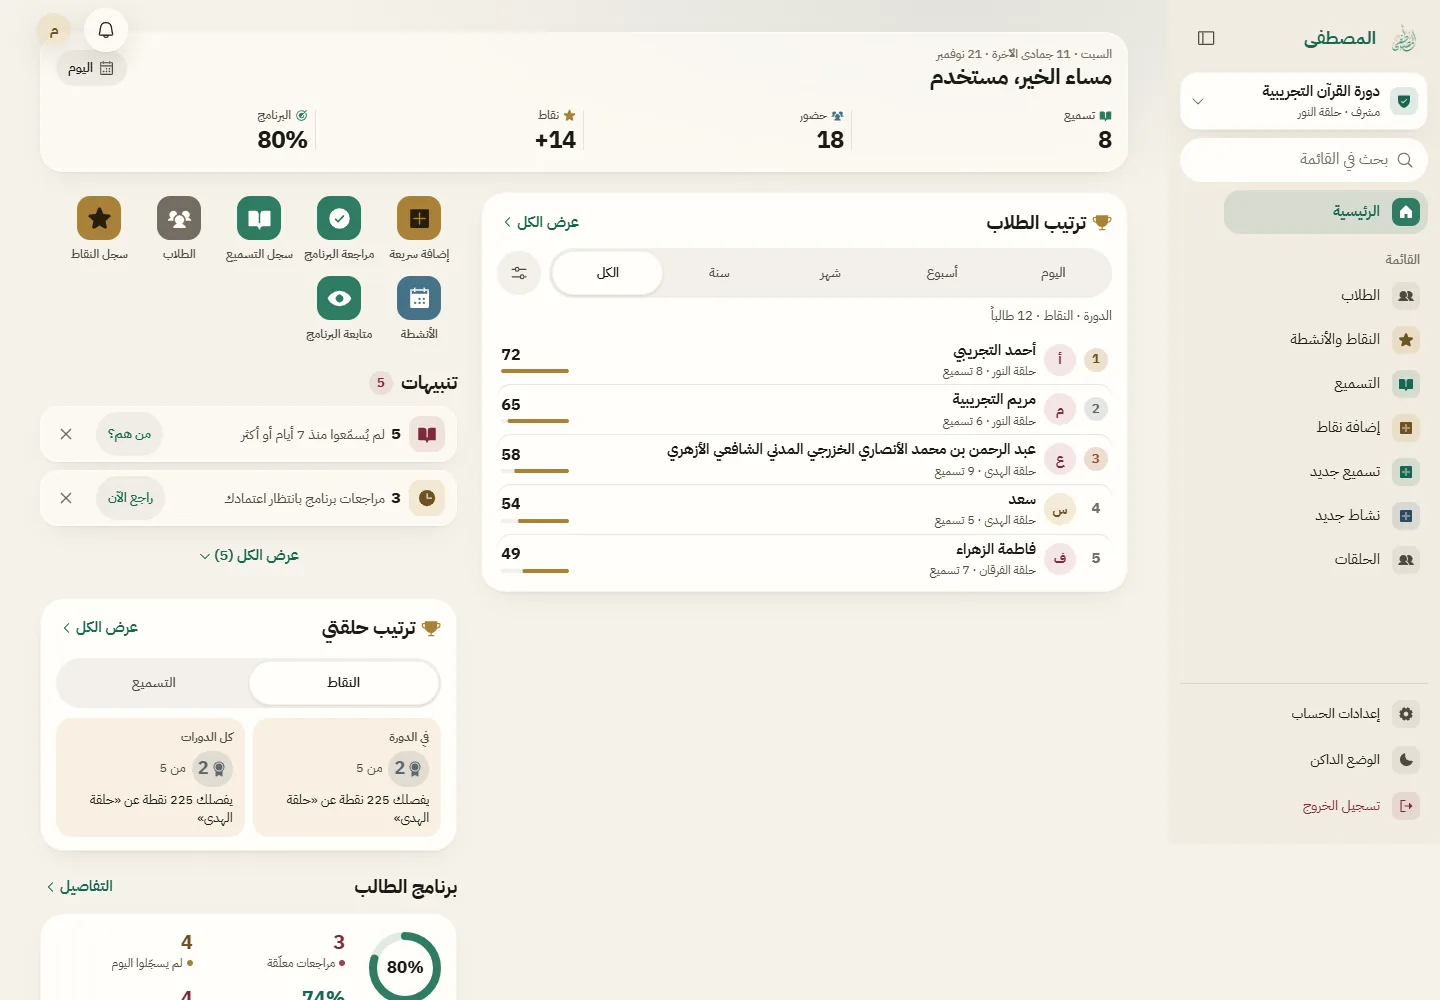 المصطفى
دورة القرآن التجريبية
مشرف · حلقة النور
بحث في القائمة
الرئيسية
القائمة
الطلاب
النقاط والأنشطة
التسميع
إضافة نقاط
تسميع جديد
نشاط جديد
الحلقات
إعدادات الحساب
الوضع الداكن
تسجيل الخروج
م
اليوم
السبت · 11 جمادى الآخرة · 21 نوفمبر
مساء الخير، مستخدم
تسميع
8
حضور
18
نقاط
+14
البرنامج
80%
ترتيب الطلاب
عرض الكل
اليوم
أسبوع
شهر
سنة
الكل
الدورة · النقاط · 12 طالباً
1
أ
أحمد التجريبي
حلقة النور · 8 تسميع
72
2
م
مريم التجريبية
حلقة النور · 6 تسميع
65
3
ع
عبد الرحمن بن محمد الأنصاري الخزرجي المدني الشافعي الأزهري
حلقة الهدى · 9 تسميع
58
4
س
سعد
حلقة الهدى · 5 تسميع
54
5
ف
فاطمة الزهراء
حلقة الفرقان · 7 تسميع
49
إضافة سريعة
مراجعة البرنامج
سجل التسميع
الطلاب
سجل النقاط
الأنشطة
متابعة البرنامج
تنبيهات 5
5 لم يُسمّعوا منذ 7 أيام أو أكثر
من هم؟
3 مراجعات برنامج بانتظار اعتمادك
راجع الآن
عرض الكل (5)
ترتيب حلقتي
عرض الكل
النقاط
التسميع
في الدورة
2 من 5
يفصلك 225 نقطة عن «حلقة
الهدى»
كل الدورات
2 من 5
يفصلك 225 نقطة عن «حلقة
الهدى»
برنامج الطالب
التفاصيل
80%
3
مراجعات معلّقة
4
لم يسجّلوا اليوم
74%
4